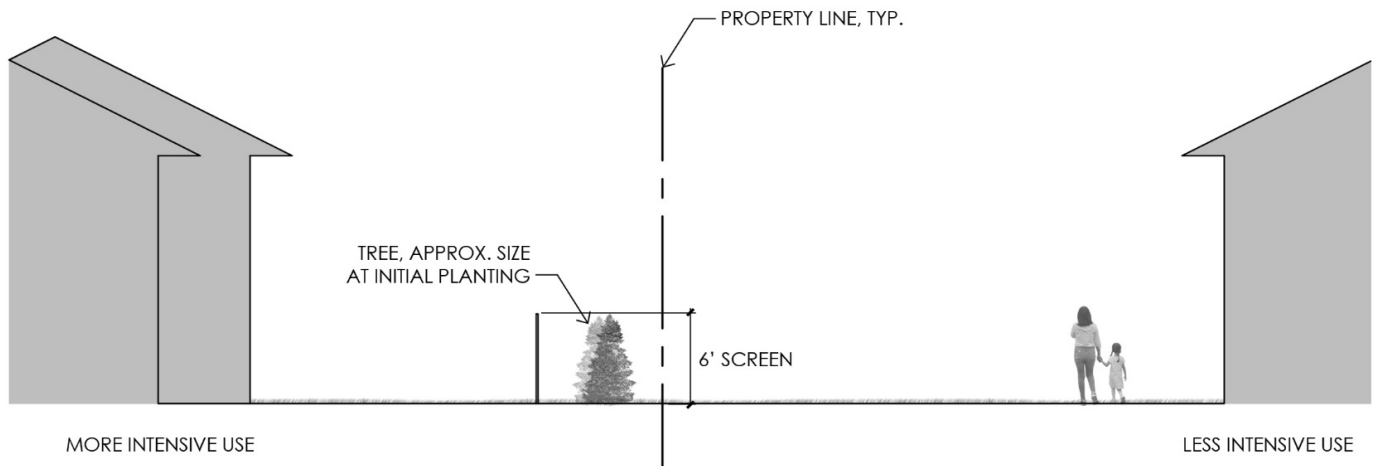 PROPERTY LINE, TYP.
TREE, APPROX. SIZE
AT INITIAL PLANTING
6' SCREEN
MORE INTENSIVE USE
LESS INTENSIVE USE